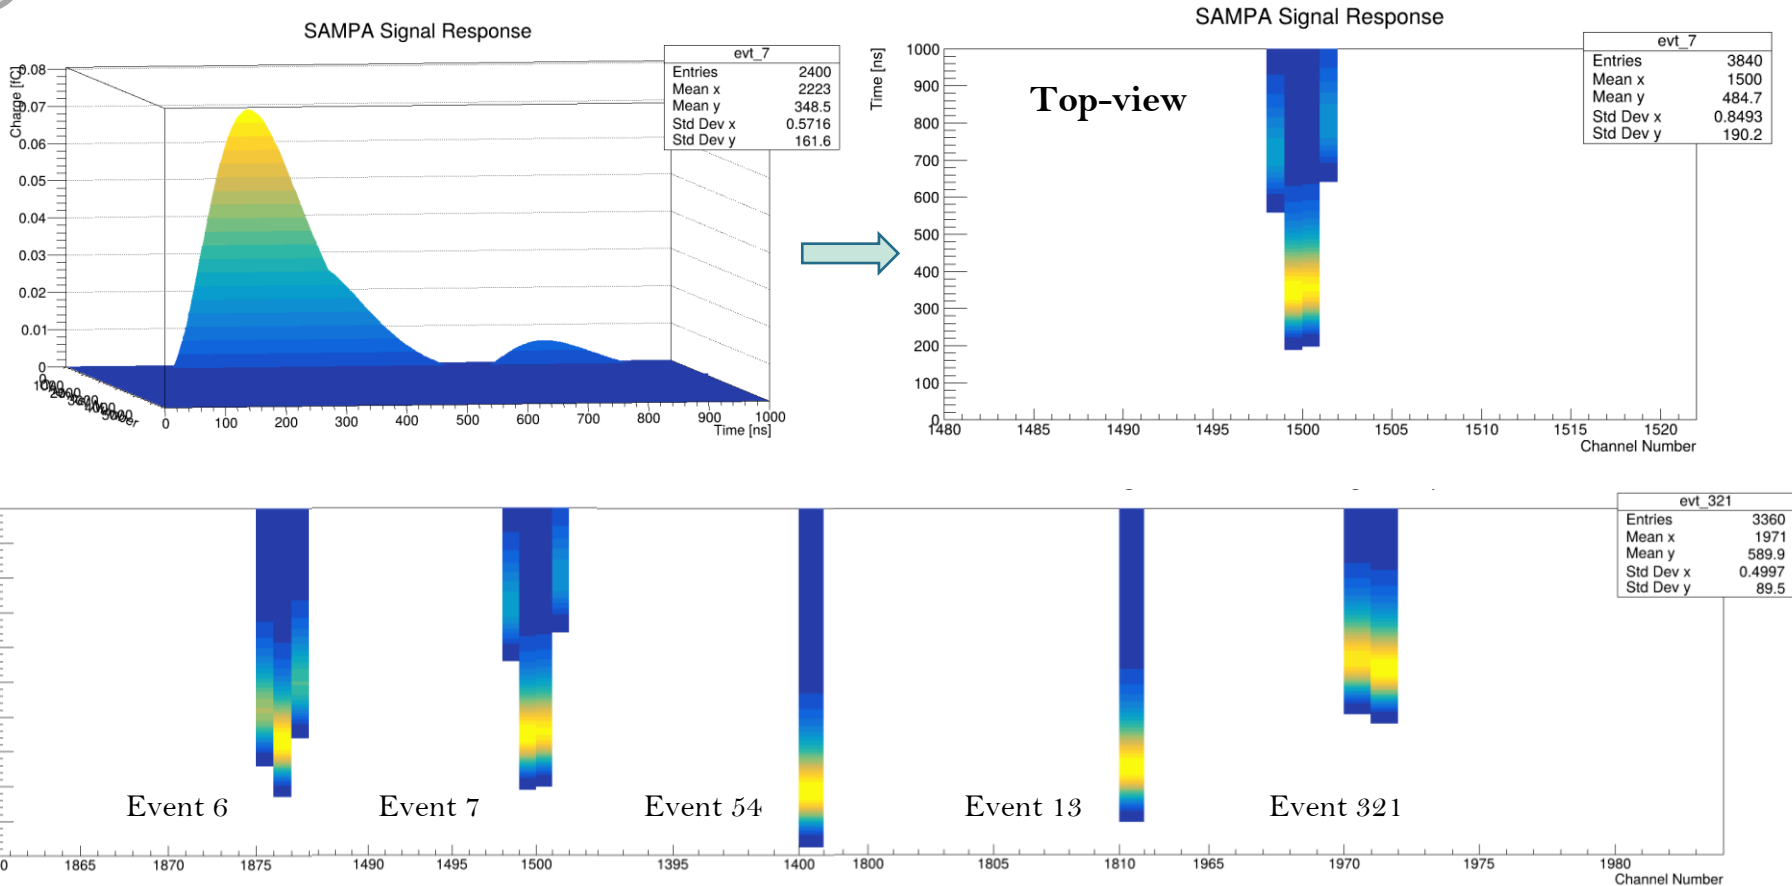 SAMPA Signal Response
evt_7
Entries 2400
Mean x 2223
Mean y 348.5
Std Dev x 0.5716
Std Dev y 161.6
Charge [fC]
0.08
0.07
0.06
0.05
0.04
0.03
0.02
0.01
0
0 100 200 300 400 500 600 700 800 900 1000
Time [ns]
SAMPA Signal Response
evt_7
Entries 3840
Mean x 1500
Mean y 484.7
Std Dev x 0.8493
Std Dev y 190.2
Top-view
Time [ns]
1000
900
800
700
600
500
400
300
200
100
0
1480 1485 1490 1495 1500 1505 1510 1515 1520
Channel Number
evt_321
Entries 3360
Mean x 1971
Mean y 589.9
Std Dev x 0.4997
Std Dev y 89.5
Event 6 Event 7 Event 54 Event 13 Event 321
0 1865 1870 1875 1490 1495 1500 1395 1400 1800 1805 1810 1965 1970 1975 1980
Channel Number